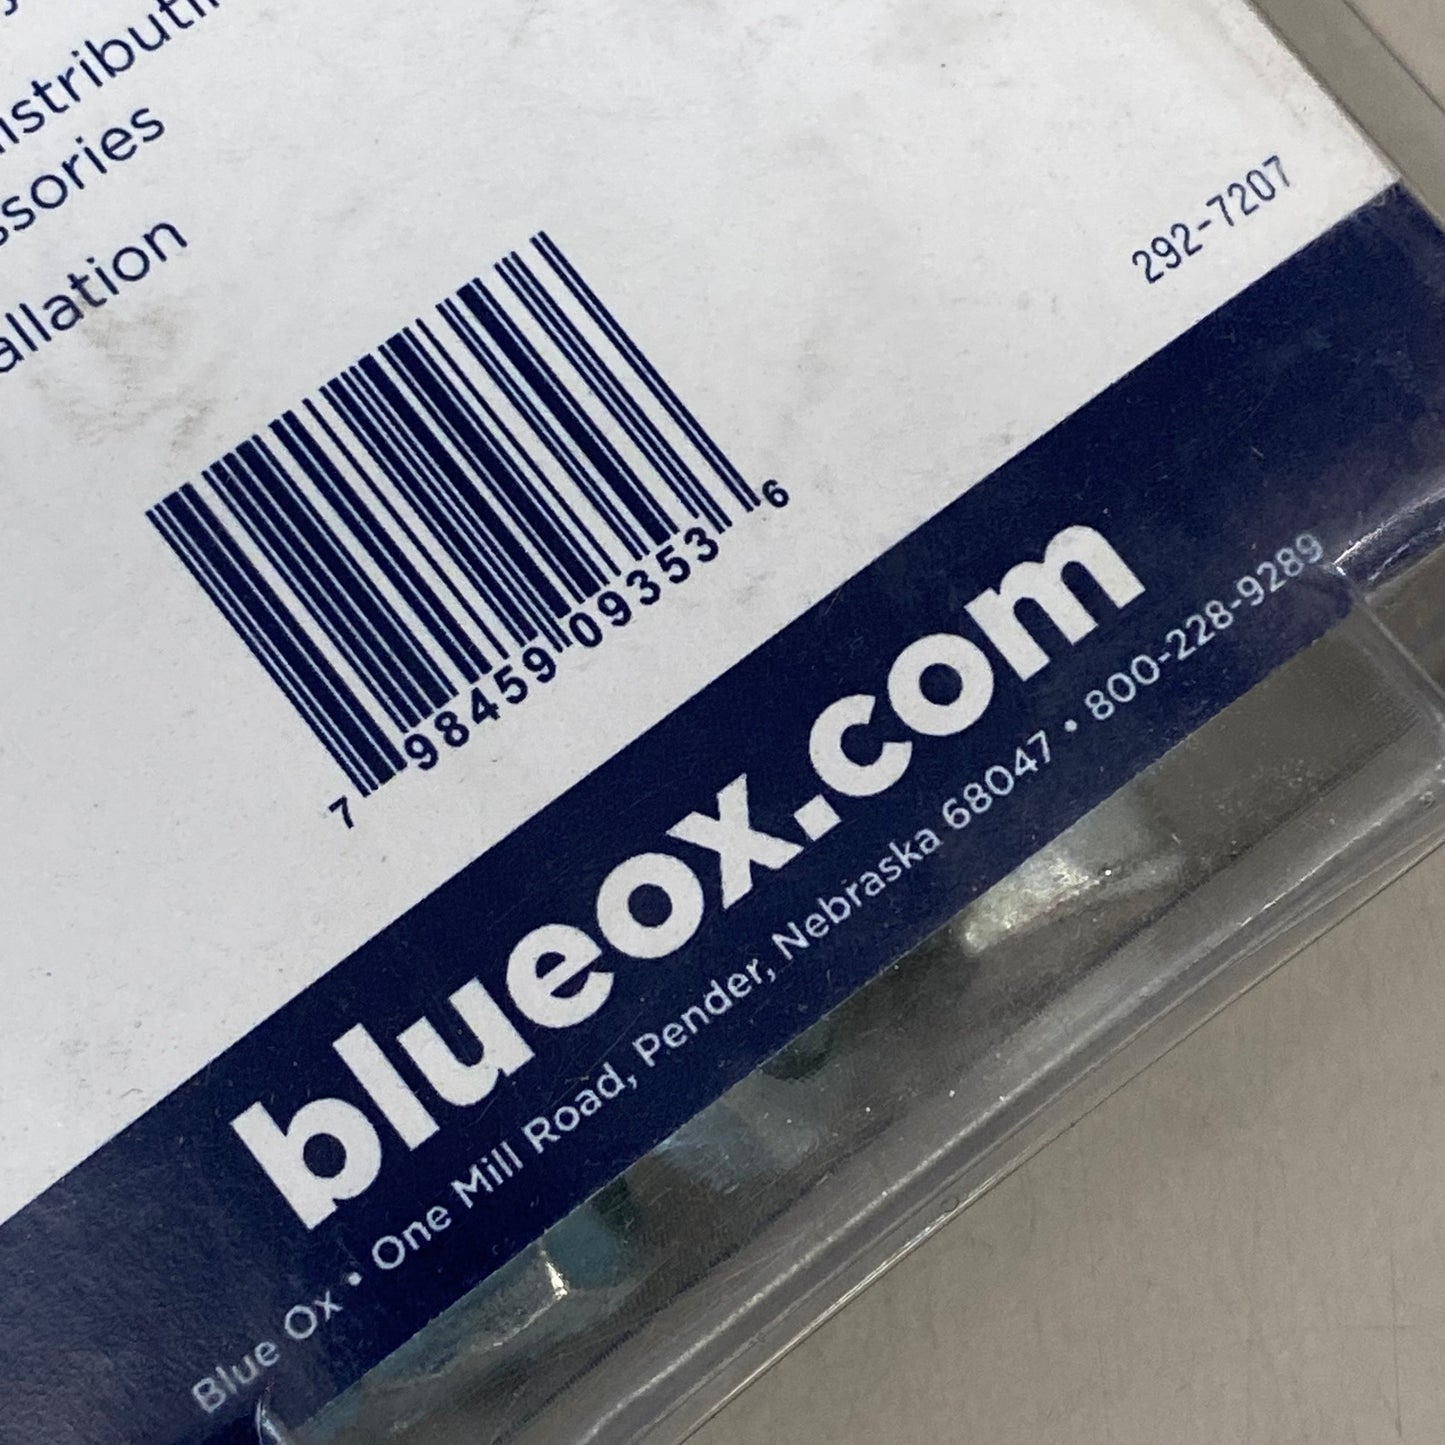 ssories
allation
292-7207
7 98459 09353 6
blueox.com
Blue Ox • One Mill Road, Pender, Nebraska 68047 • 800-228-9289